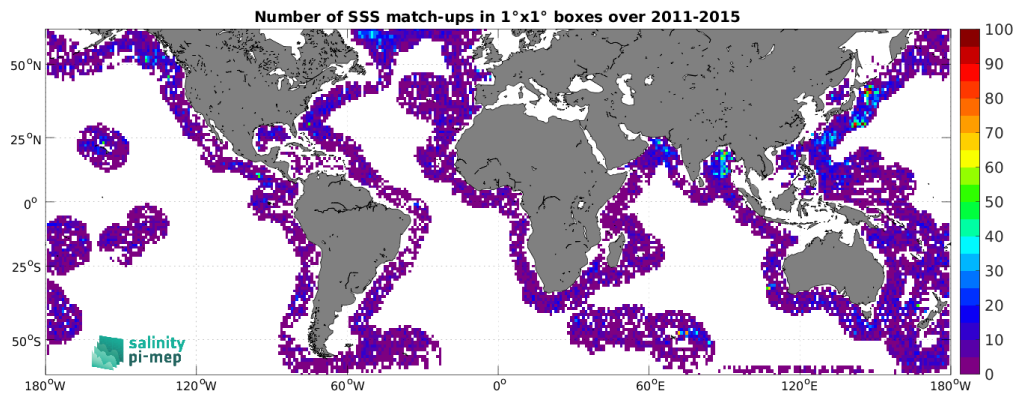 Number of SSS match-ups in 1°x1° boxes over 2011-2015
50°N
25°N
0°
25°S
50°S
180°W
120°W
60°W
0°
60°E
120°E
180°W
100
90
80
70
60
50
40
30
20
10
0
salinity
pi-mep